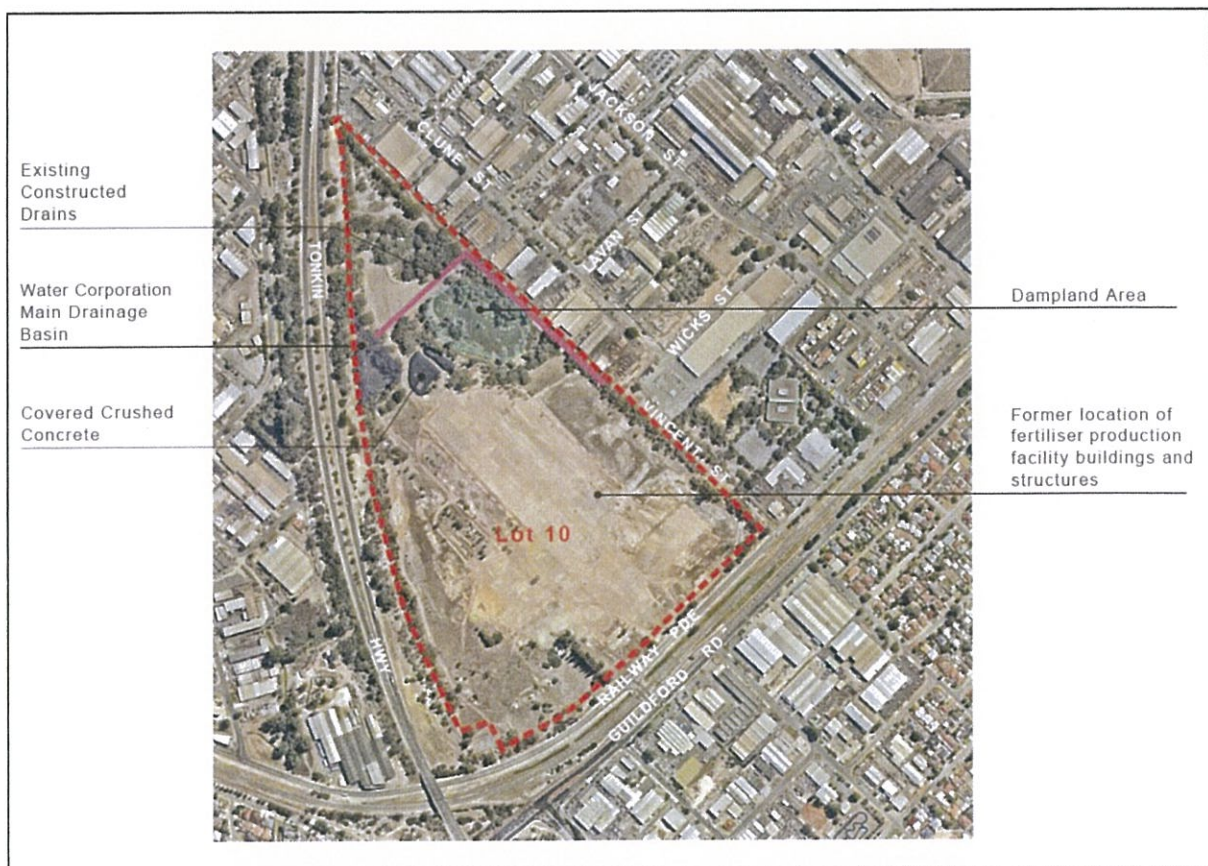 Existing
Constructed
Drains
Water Corporation
Main Drainage
Basin
Covered Crushed
Concrete
JACKSON ST
CLUNE ST
LAVAN ST
WICKS ST
VINCENT ST
TONKIN
HWY
Lot 10
RAILWAY PDE
GUILDFORD RD
Dampland Area
Former location of
fertiliser production
facility buildings and
structures